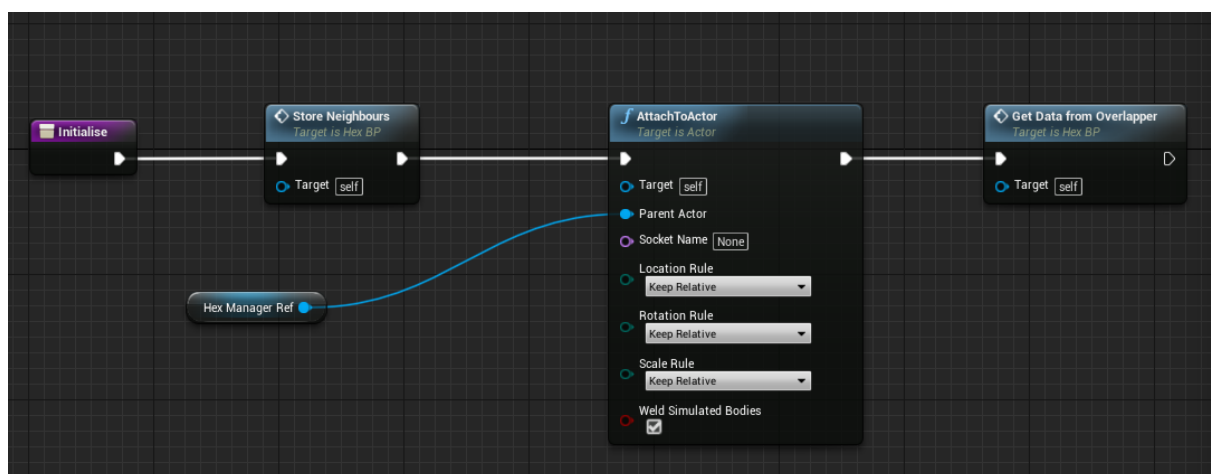 Initialise
Store Neighbours
Target is Hex BP
Target self
Hex Manager Ref
AttachToActor
Target is Actor
Target self
Parent Actor
Socket Name None
Location Rule
Keep Relative
Rotation Rule
Keep Relative
Scale Rule
Keep Relative
Weld Simulated Bodies
Get Data from Overlapper
Target is Hex BP
Target self